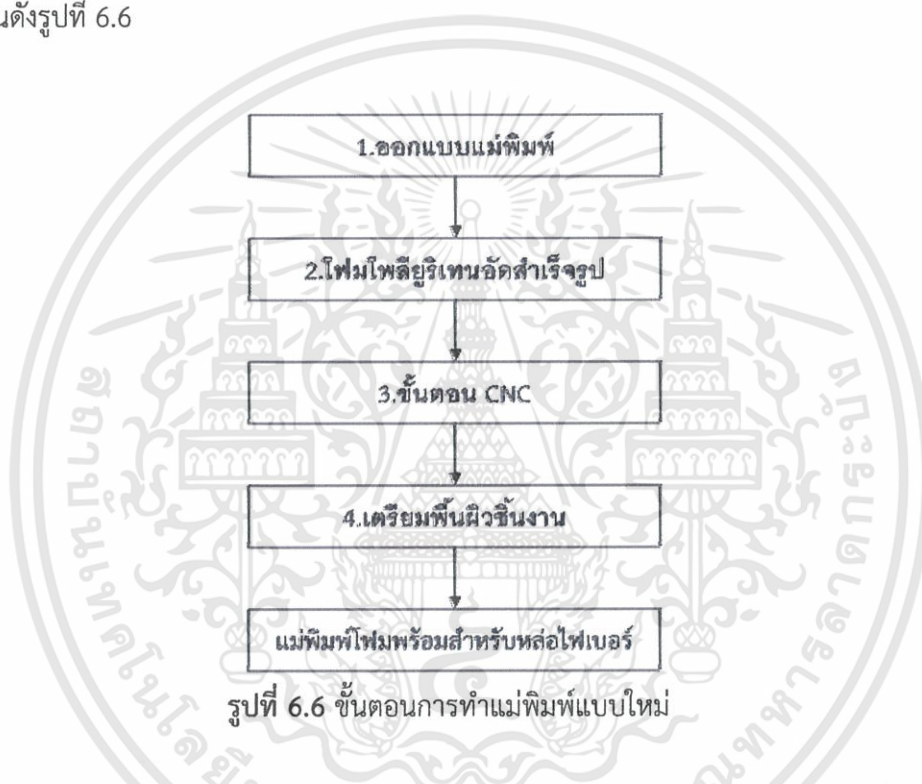 นดังรูปที่ 6.6
1.ออกแบบแม่พิมพ์
2.โฟมโพลียูริเทนอัดสำเร็จรูป
3.ขั้นตอน CNC
4.เตรียมพื้นผิวชิ้นงาน
แม่พิมพ์โฟมพร้อมสำหรับหล่อไฟเบอร์
รูปที่ 6.6 ขั้นตอนการทำแม่พิมพ์แบบใหม่